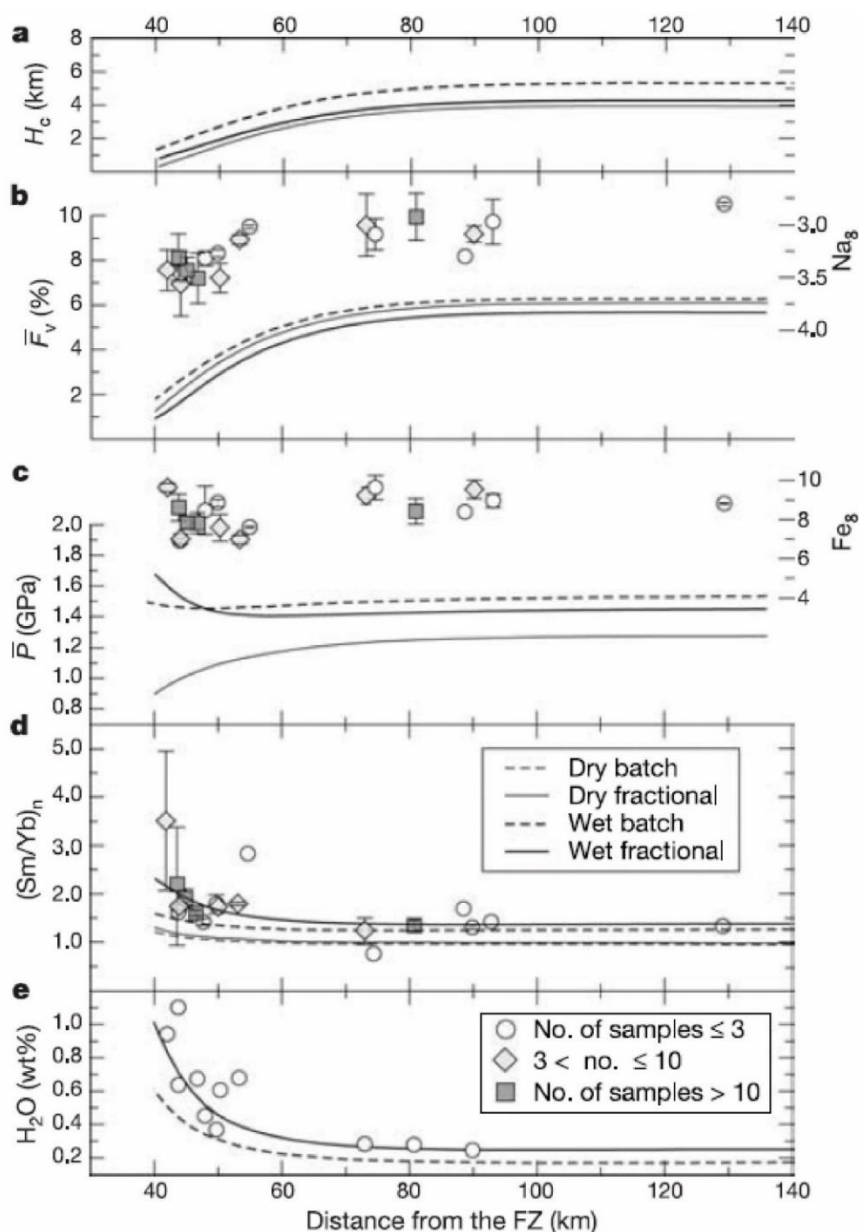 a
40 60 80 100 120 140
8
6
4
2
H_c (km)
b
10
8
6
4
2
F̅_v (%)
3.0
3.5
4.0
Na₈
c
2.0
1.8
1.6
1.4
1.2
1.0
0.8
P̅ (GPa)
10
8
6
4
Fe₈
d
5.0
4.0
3.0
2.0
1.0
(Sm/Yb)ₙ
Dry batch
Dry fractional
Wet batch
Wet fractional
e
1.0
0.8
0.6
0.4
0.2
H₂O (wt%)
No. of samples ≤ 3
3 < no. ≤ 10
No. of samples > 10
40 60 80 100 120 140
Distance from the FZ (km)